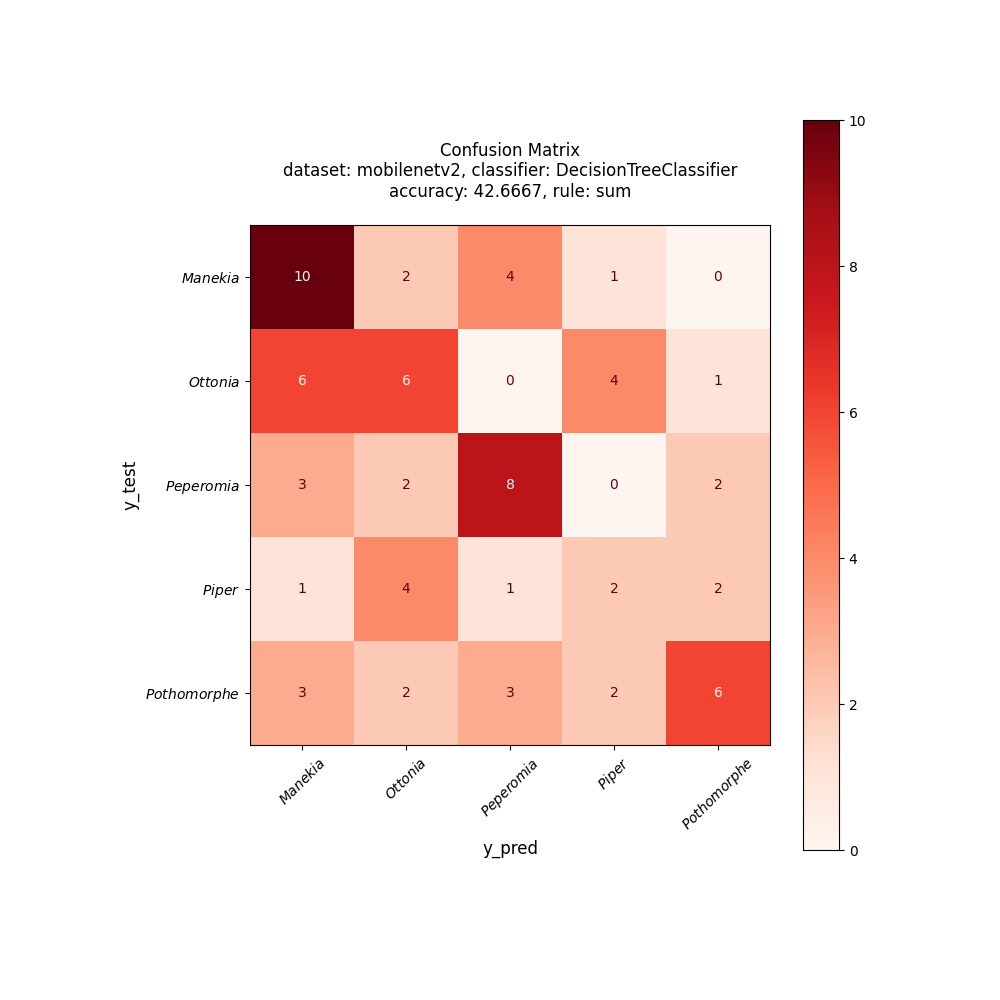 Confusion Matrix
dataset: mobilenetv2, classifier: DecisionTreeClassifier
accuracy: 42.6667, rule: sum
y_test
Manekia 10 2 4 1 0
Ottonia 6 6 0 4 1
Peperomia 3 2 8 0 2
Piper 1 4 1 2 2
Pothomorphe 3 2 3 2 6
Manekia Ottonia Peperomia Piper Pothomorphe
y_pred
10
8
6
4
2
0